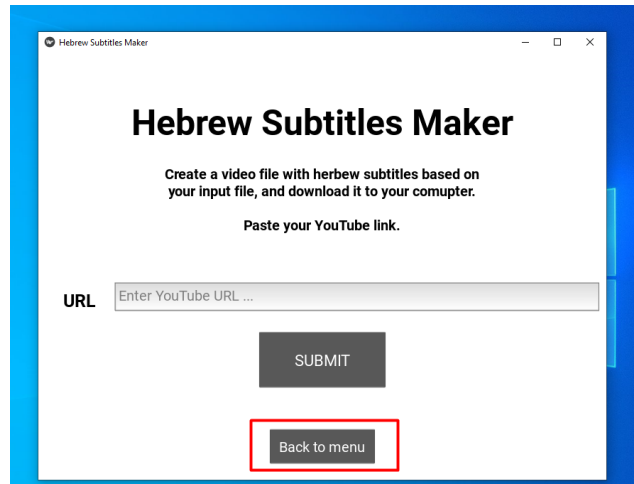 Hebrew Subtitles Maker
Hebrew Subtitles Maker
Create a video file with herbew subtitles based on
your input file, and download it to your comupter.
Paste your YouTube link.
URL
Enter YouTube URL ...
SUBMIT
Back to menu